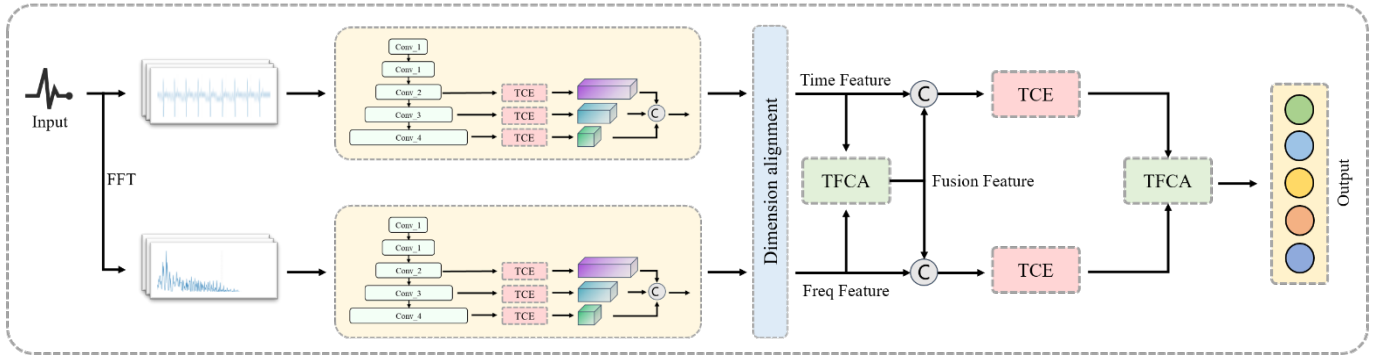 Input
FFT
Conv_1
Conv_1
Conv_2
Conv_3
Conv_4
TCE
TCE
TCE
C
Conv_1
Conv_1
Conv_2
Conv_3
Conv_4
TCE
TCE
TCE
C
Dimension alignment
Time Feature
C
TCE
TFCA
Fusion Feature
TFCA
Freq Feature
C
TCE
Output